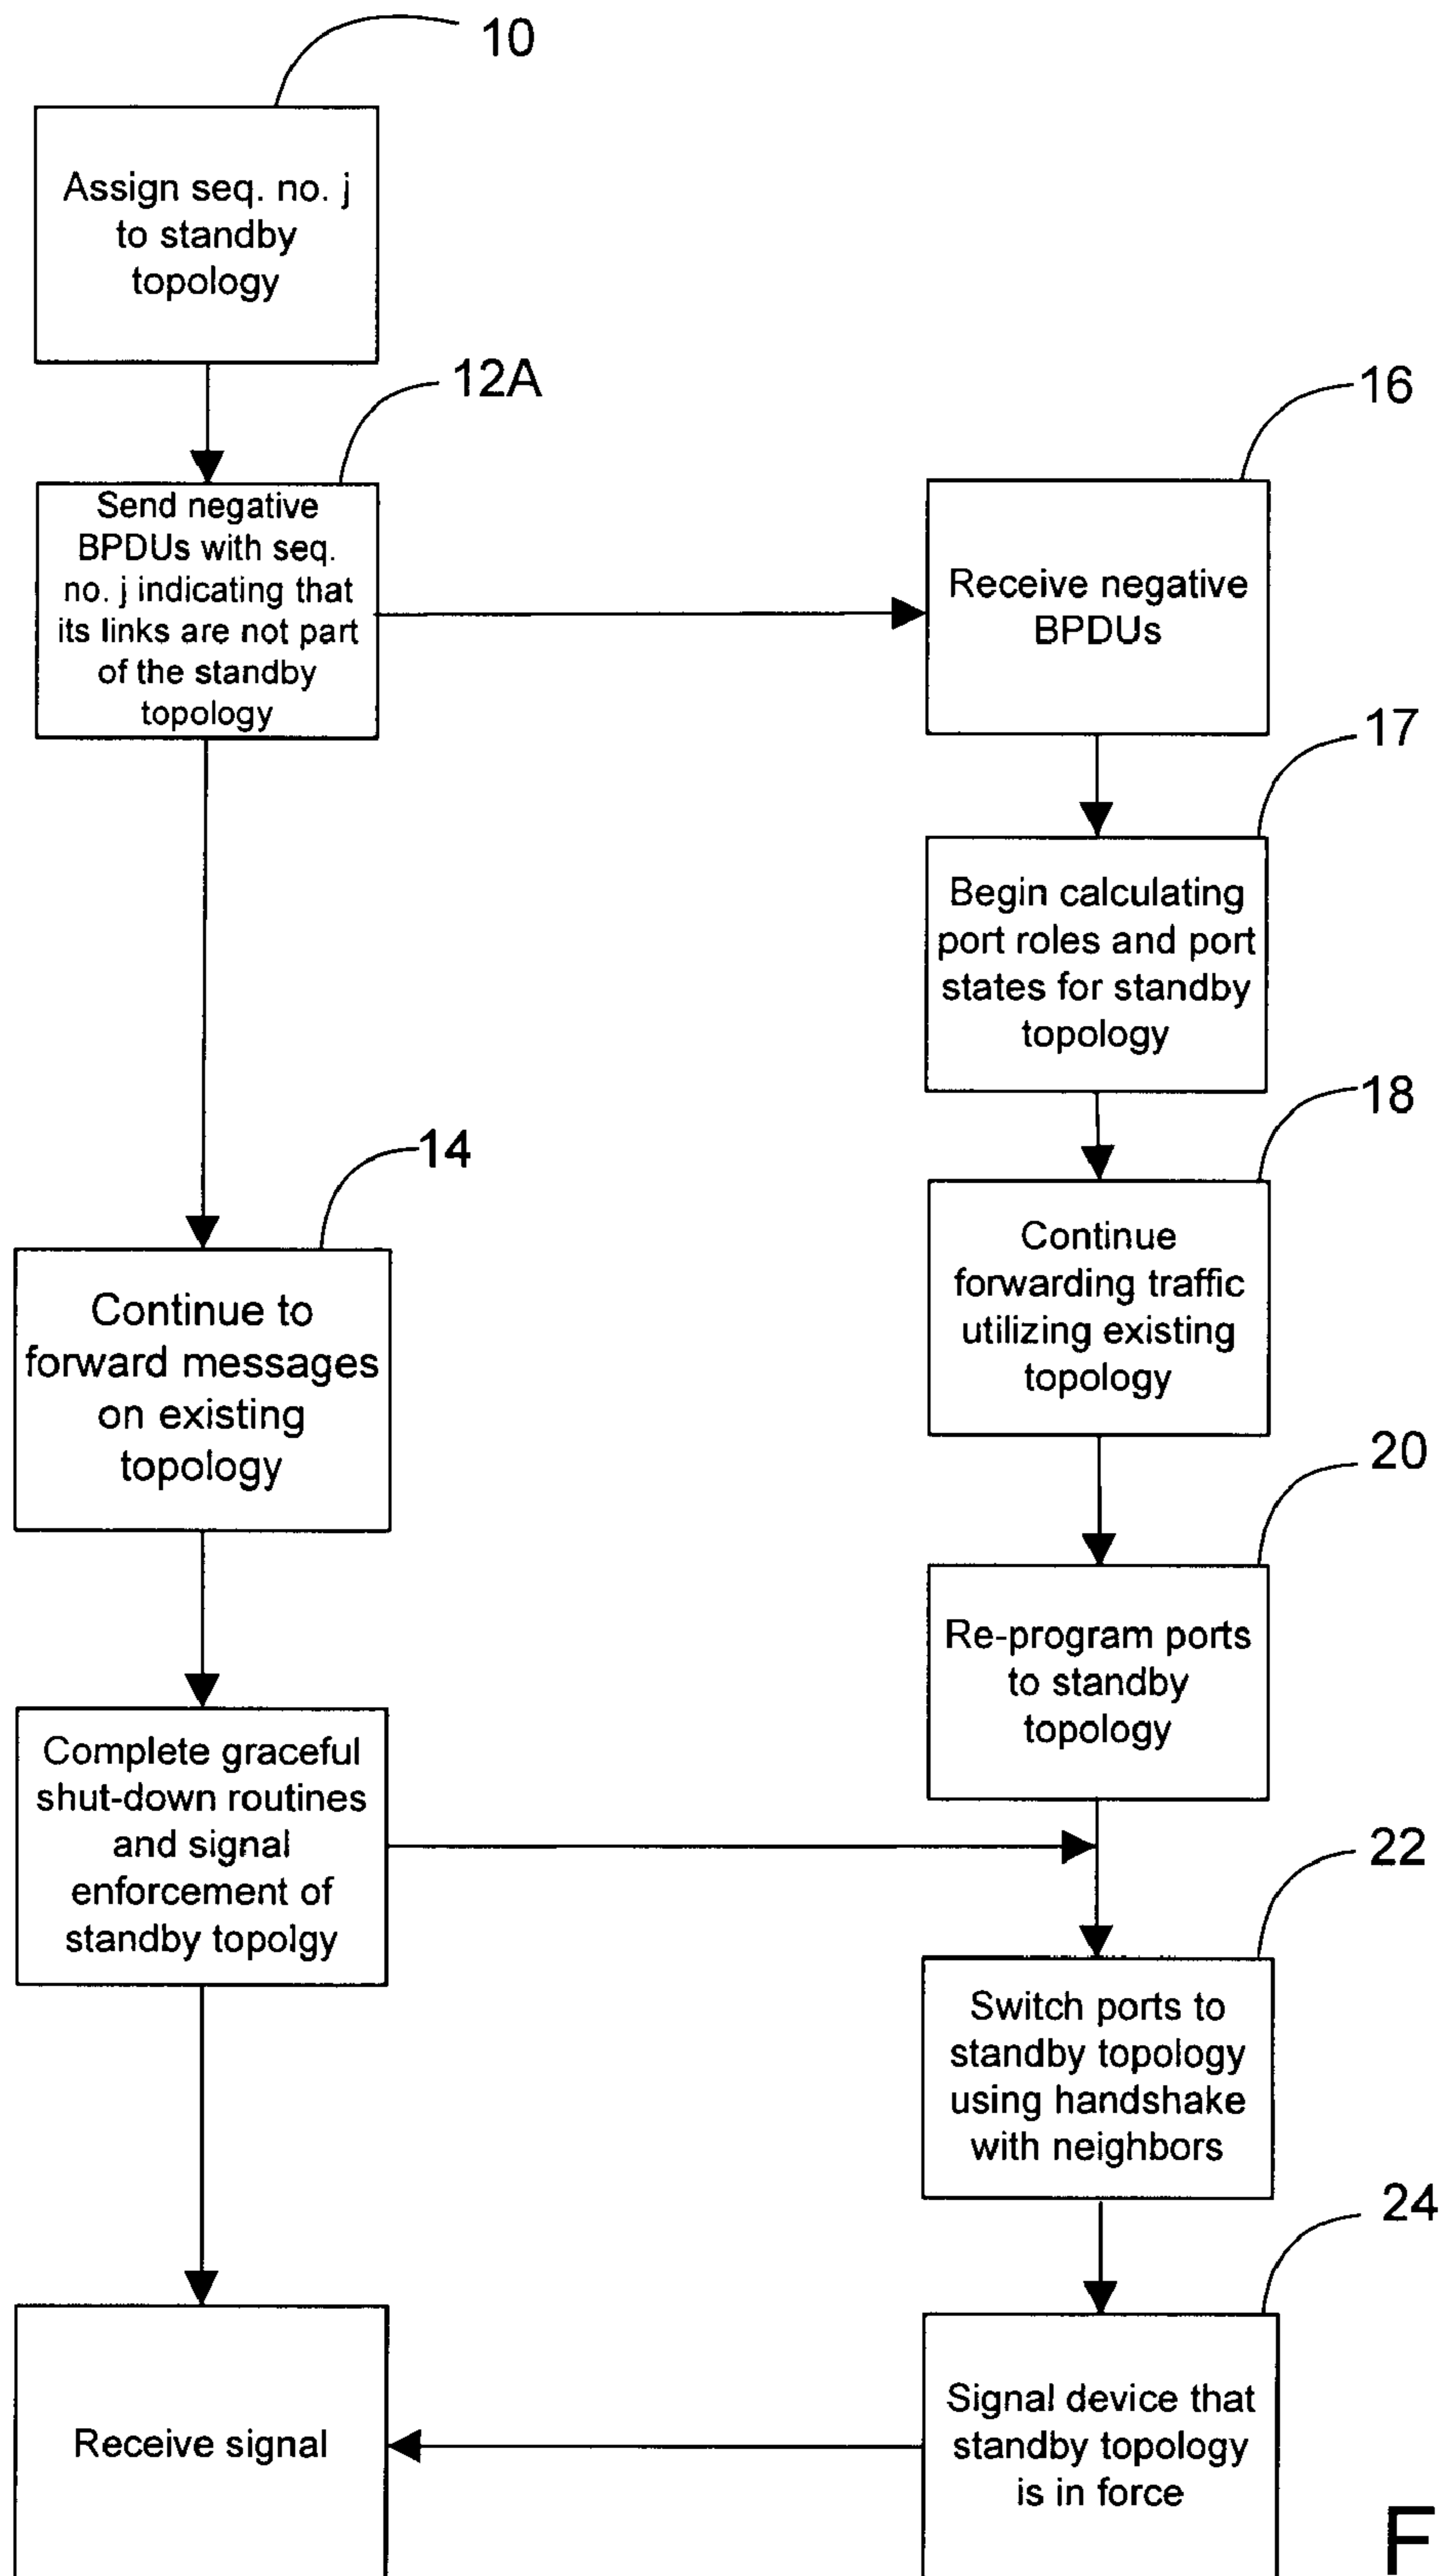 10
Assign seq. no. j
to standby
topology
12A
Send negative
BPDUs with seq.
no. j indicating that
its links are not part
of the standby
topology
16
Receive negative
BPDUs
17
Begin calculating
port roles and port
states for standby
topology
14
Continue to
forward messages
on existing
topology
18
Continue
forwarding traffic
utilizing existing
topology
20
Re-program ports
to standby
topology
Complete graceful
shut-down routines
and signal
enforcement of
standby topolgy
22
Switch ports to
standby topology
using handshake
with neighbors
24
Receive signal
Signal device that
standby topology
is in force
F